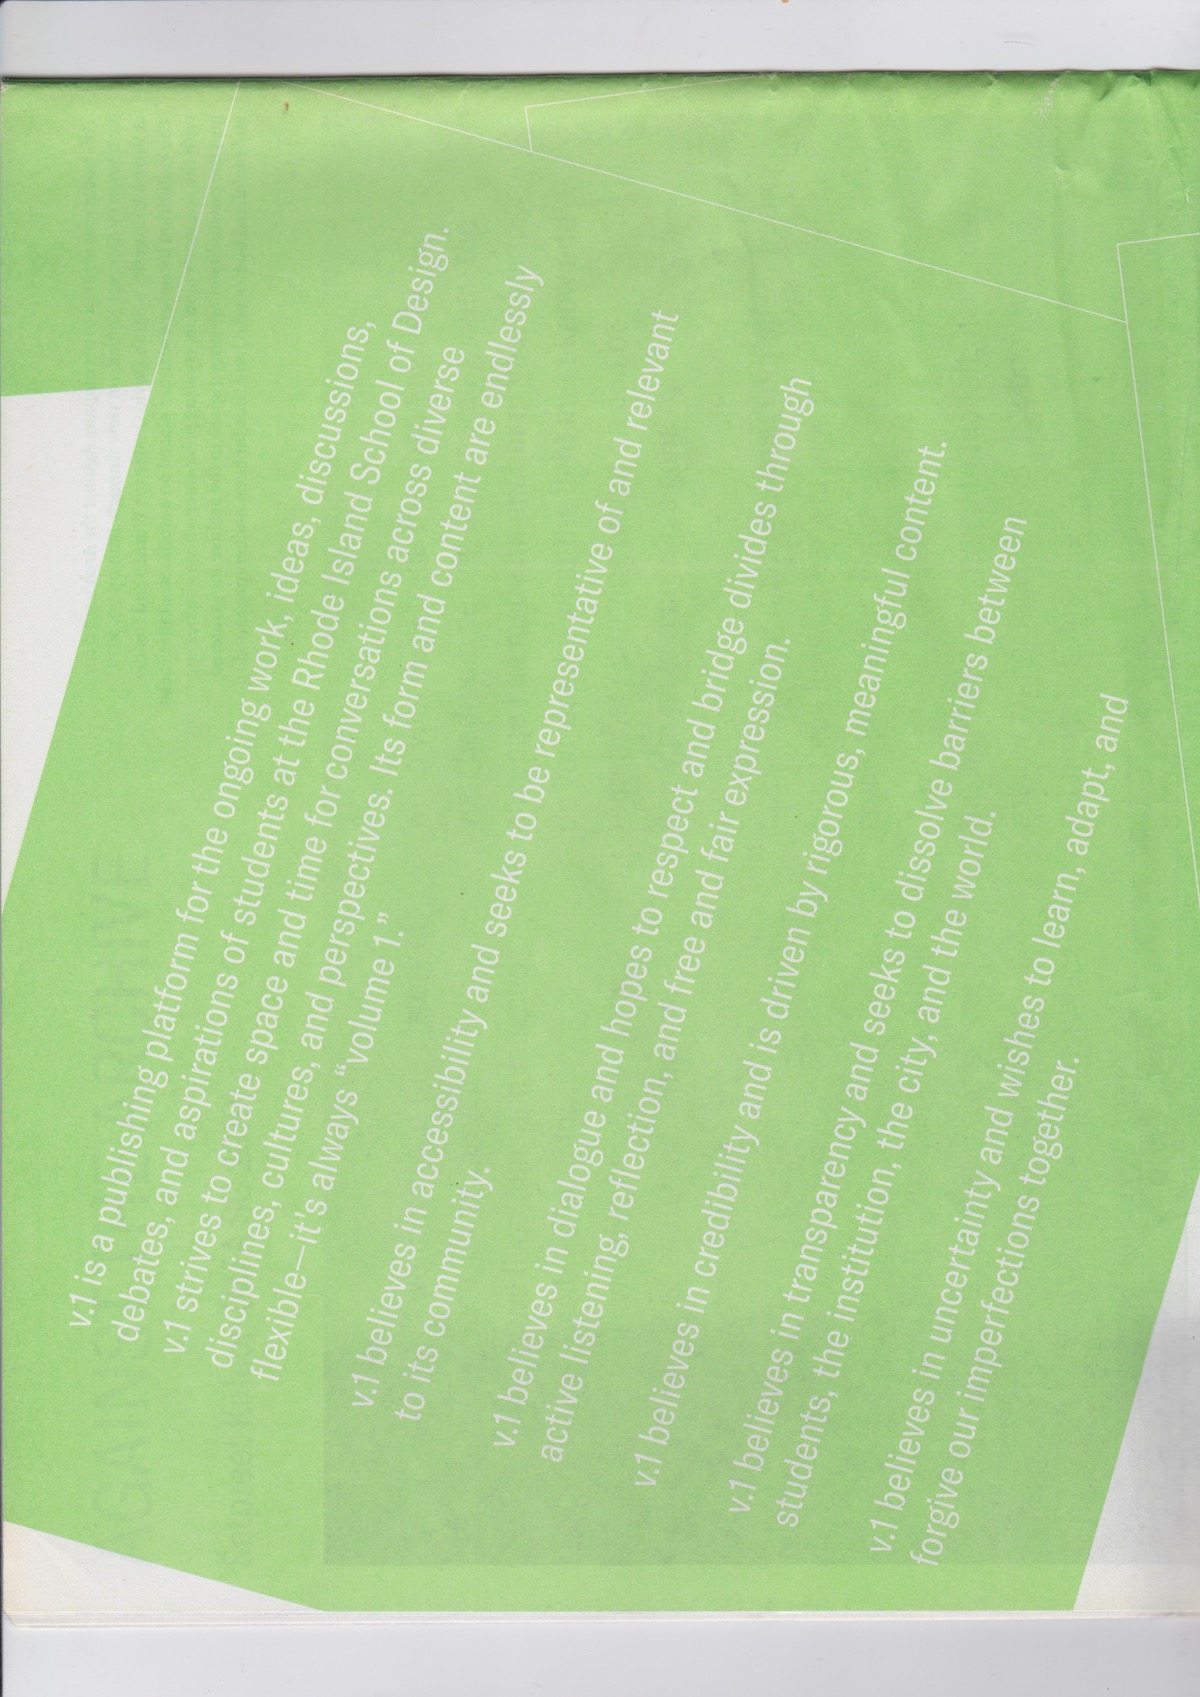 v.1 is a publishing platform for the ongoing work, ideas, discussions,
debates, and aspirations of students at the Rhode Island School of Design.
v.1 strives to create space and time for conversations across diverse
disciplines, cultures, and perspectives. Its form and content are endlessly
flexible—it's always “volume 1.”
v.1 believes in accessibility and seeks to be representative of and relevant
to its community.
v.1 believes in dialogue and hopes to respect and bridge divides through
active listening, reflection, and free and fair expression.
v.1 believes in credibility and is driven by rigorous, meaningful content.
v.1 believes in transparency and seeks to dissolve barriers between
students, the institution, the city, and the world.
v.1 believes in uncertainty and wishes to learn, adapt, and
forgive our imperfections together.